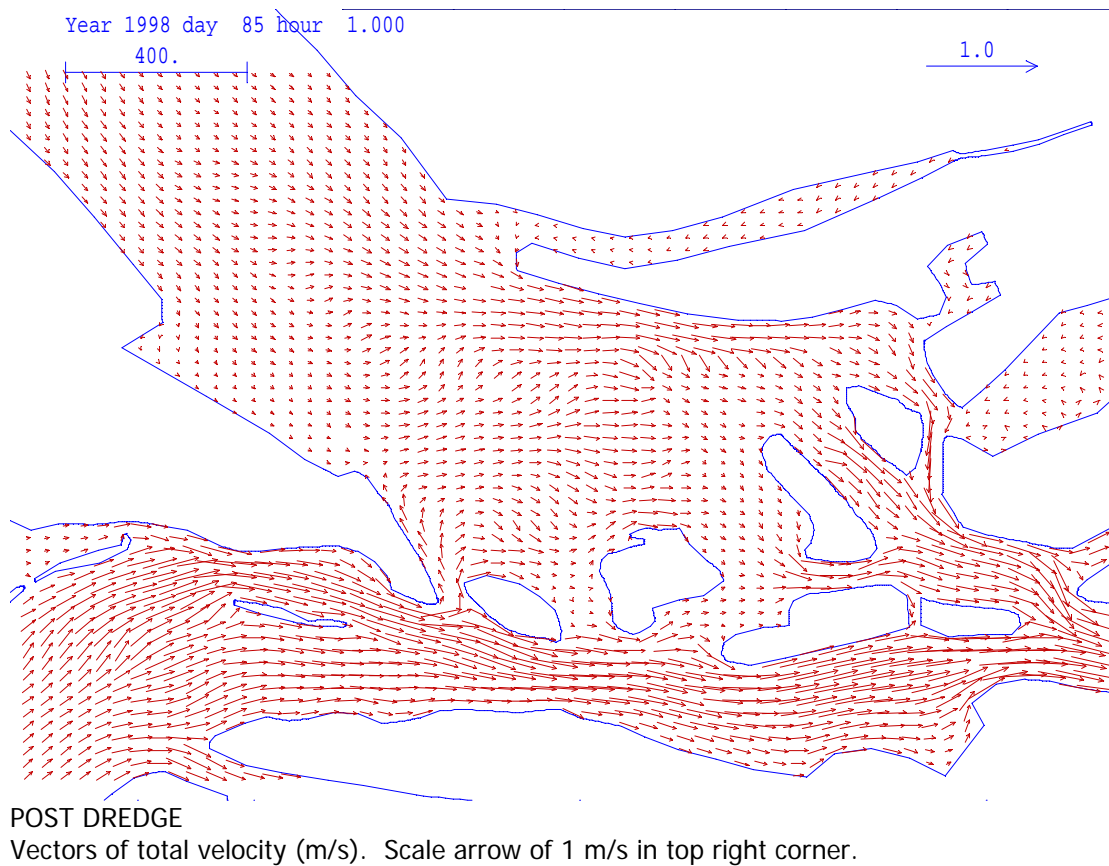 Year 1998 day  85 hour  1.000
400.
1.0
POST DREDGE
Vectors of total velocity (m/s).  Scale arrow of 1 m/s in top right corner.